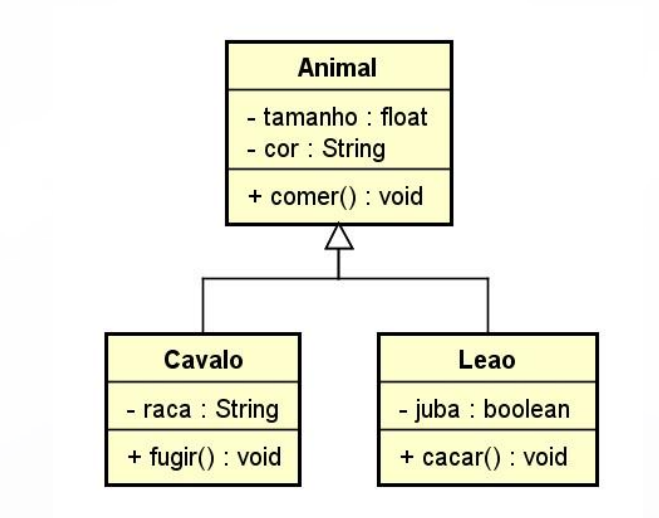 Animal
- tamanho : float
- cor : String
+ comer() : void
Cavalo
- raca : String
+ fugir() : void
Leao
- juba : boolean
+ cacar() : void